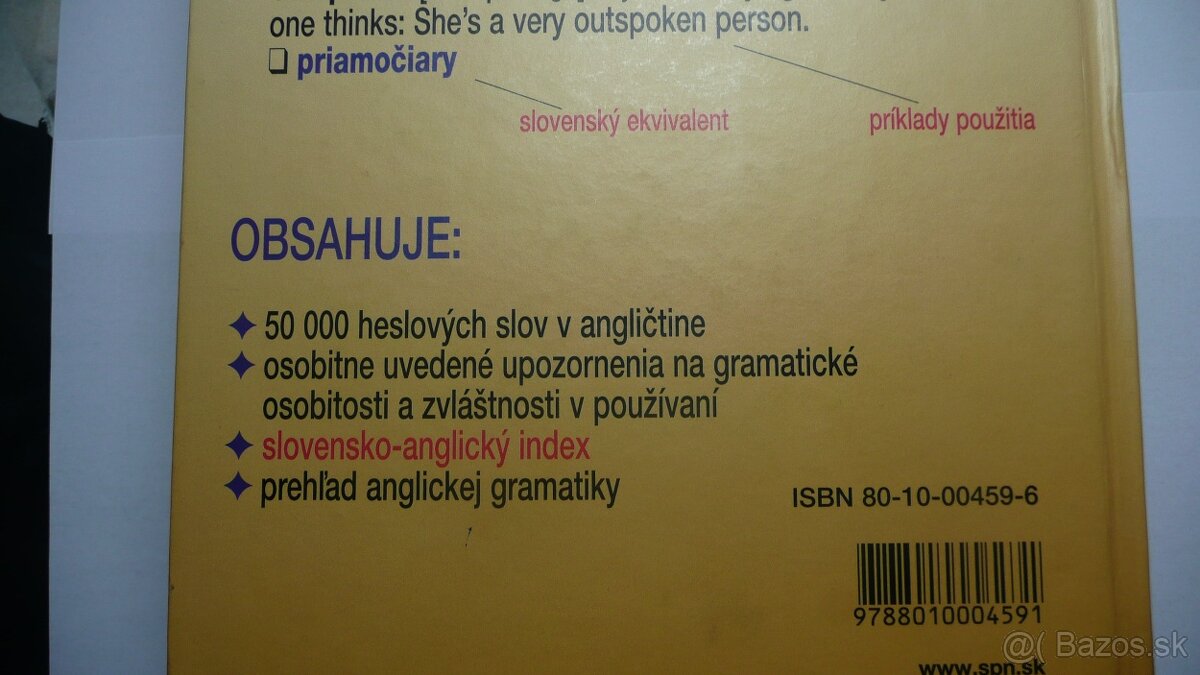 one thinks: She's a very outspoken person.
❑ priamočiary
slovenský ekvivalent
príklady použitia
OBSAHUJE:
✦ 50 000 heslových slov v angličtine
✦ osobitne uvedené upozornenia na gramatické
osobitosti a zvláštnosti v používaní
✦ slovensko-anglický index
✦ prehľad anglickej gramatiky
ISBN 80-10-00459-6
9788010004591
www.spn.sk
@( Bazos.sk